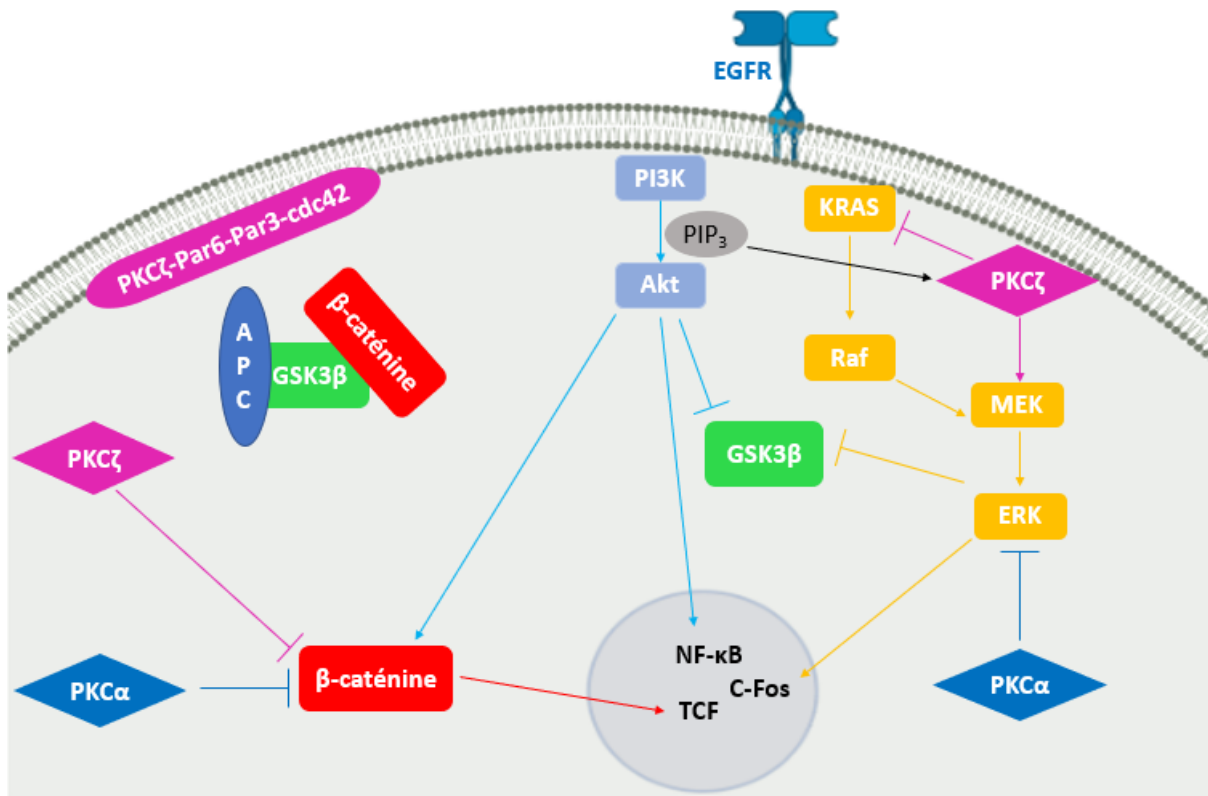 EGFR
PI3K
KRAS
PKCζ-Par6-Par3-cdc42
PIP₃
Akt
PKCζ
β-caténine
A
P
C
GSK3β
Raf
MEK
PKCζ
GSK3β
ERK
NF-κB
β-caténine
C-Fos
PKCα
TCF
PKCα